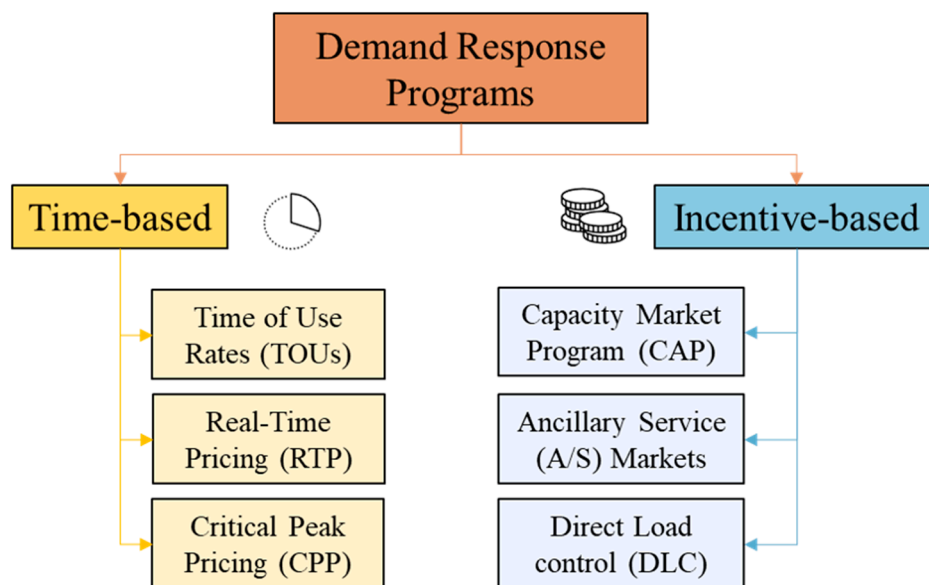 Demand Response
Programs
Time-based
Incentive-based
Time of Use
Rates (TOUs)
Real-Time
Pricing (RTP)
Critical Peak
Pricing (CPP)
Capacity Market
Program (CAP)
Ancillary Service
(A/S) Markets
Direct Load
control (DLC)